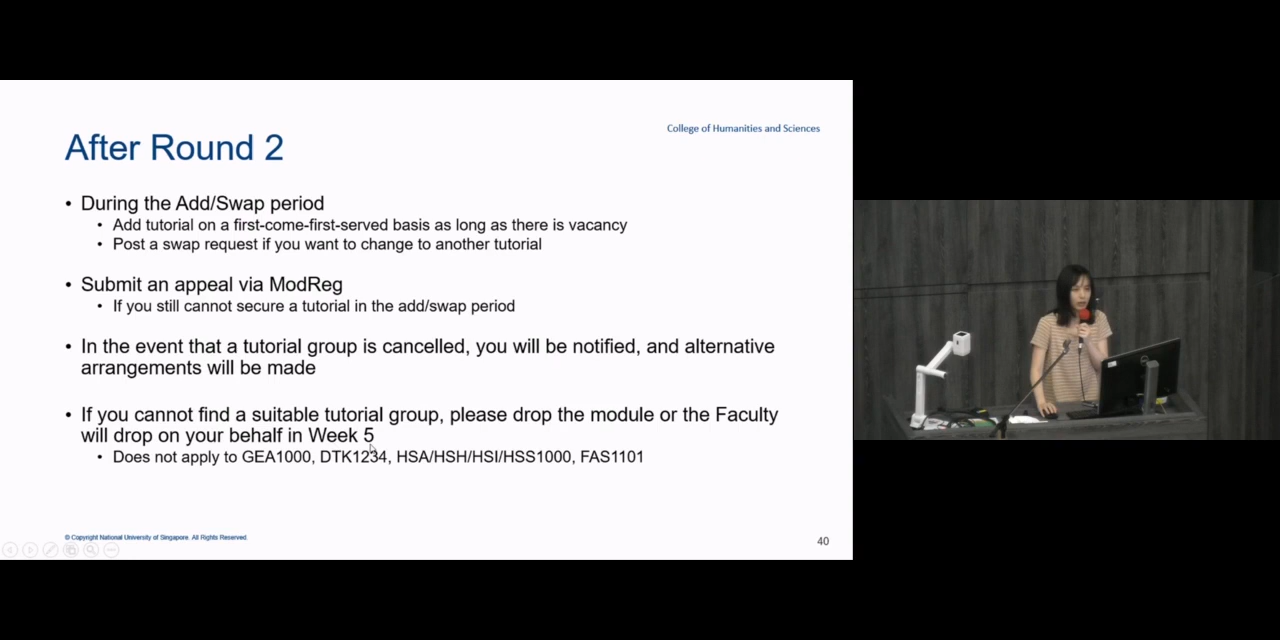 College of Humanities and Sciences
After Round 2
• During the Add/Swap period
• Add tutorial on a first-come-first-served basis as long as there is vacancy
• Post a swap request if you want to change to another tutorial
• Submit an appeal via ModReg
• If you still cannot secure a tutorial in the add/swap period
• In the event that a tutorial group is cancelled, you will be notified, and alternative
arrangements will be made
• If you cannot find a suitable tutorial group, please drop the module or the Faculty
will drop on your behalf in Week 5
• Does not apply to GEA1000, DTK1234, HSA/HSH/HSI/HSS1000, FAS1101
© Copyright National University of Singapore. All Rights Reserved.
40